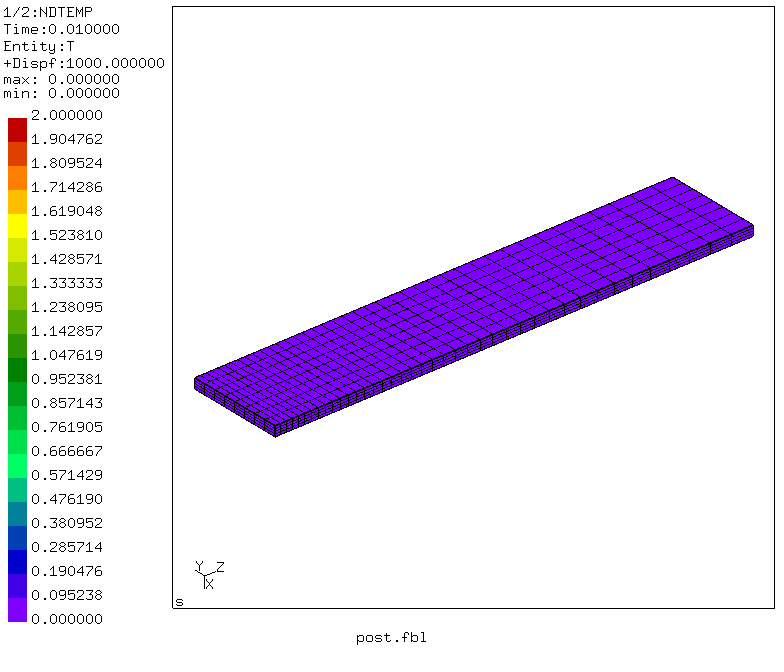 1/2:NDTEMP
Time:0.010000
Entity:T
+Dispf:1000.000000
max: 0.000000
min: 0.000000
2.000000
1.904762
1.809524
1.714286
1.619048
1.523810
1.428571
1.333333
1.238095
1.142857
1.047619
0.952381
0.857143
0.761905
0.666667
0.571429
0.476190
0.380952
0.285714
0.190476
0.095238
0.000000
Y Z
X
s
post.fbl